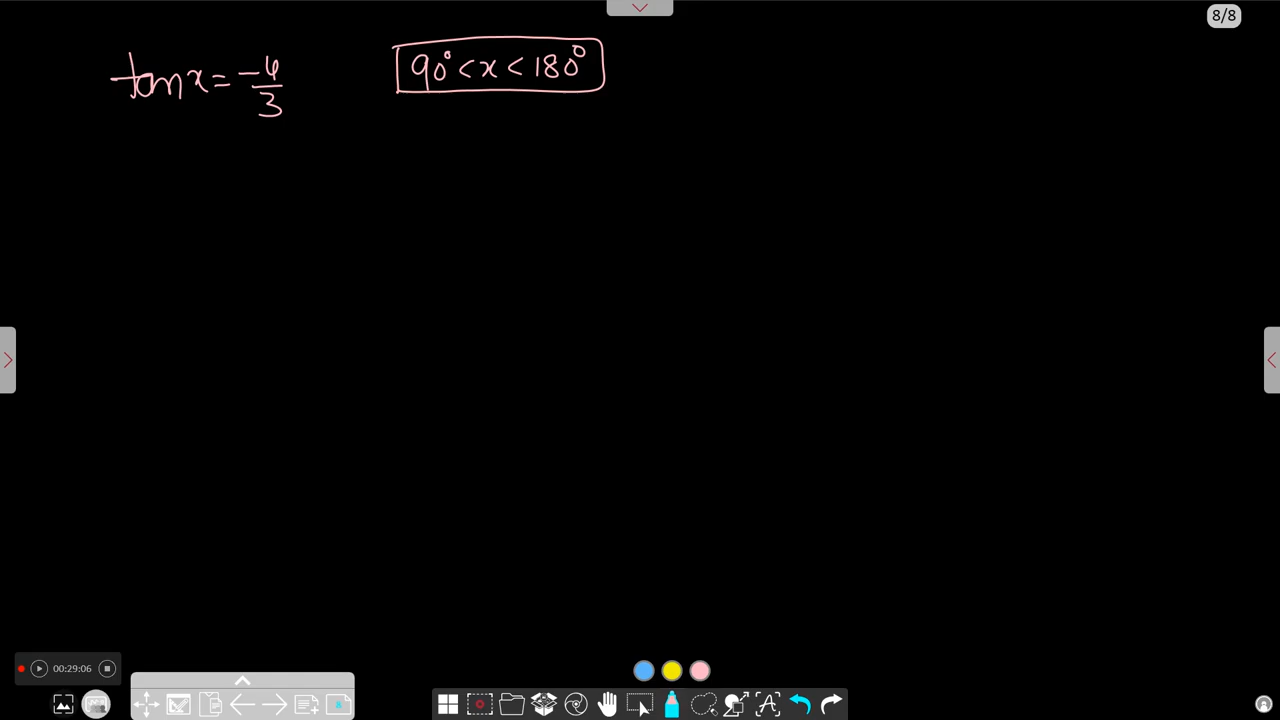 8/8
tan x = -4/3
90° < x < 180°
00:29:06